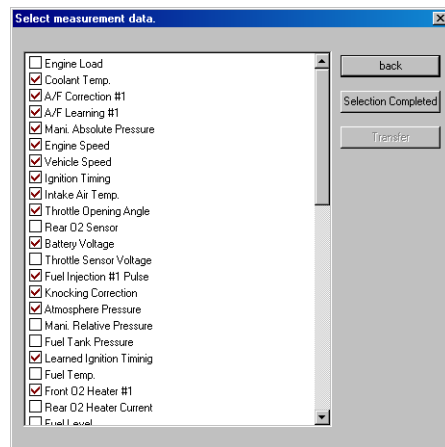 Select measurement data.
Engine Load
Coolant Temp.
A/F Correction #1
A/F Learning #1
Mani. Absolute Pressure
Engine Speed
Vehicle Speed
Ignition Timing
Intake Air Temp.
Throttle Opening Angle
Rear O2 Sensor
Battery Voltage
Throttle Sensor Voltage
Fuel Injection #1 Pulse
Knocking Correction
Atmosphere Pressure
Mani. Relative Pressure
Fuel Tank Pressure
Learned Ignition Timinig
Fuel Temp.
Front O2 Heater #1
Rear O2 Heater Current
Fuel Level
back
Selection Completed
Transfer